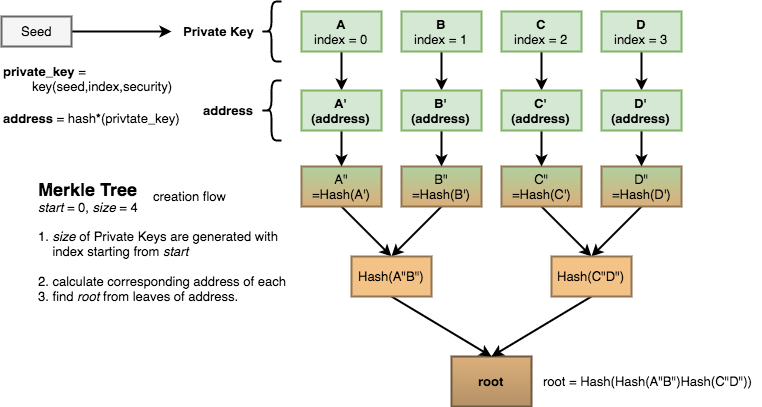 Seed
Private Key
A
index = 0
B
index = 1
C
index = 2
D
index = 3
private_key =
key(seed,index,security)
address = hash*(privtate_key)
address
A'
(address)
B'
(address)
C'
(address)
D'
(address)
A"
=Hash(A')
B"
=Hash(B')
C"
=Hash(C')
D"
=Hash(D')
Merkle Tree creation flow
start = 0, size = 4
1. size of Private Keys are generated with
index starting from start
2. calculate corresponding address of each
3. find root from leaves of address.
Hash(A"B")
Hash(C"D")
root
root = Hash(Hash(A"B")Hash(C"D"))